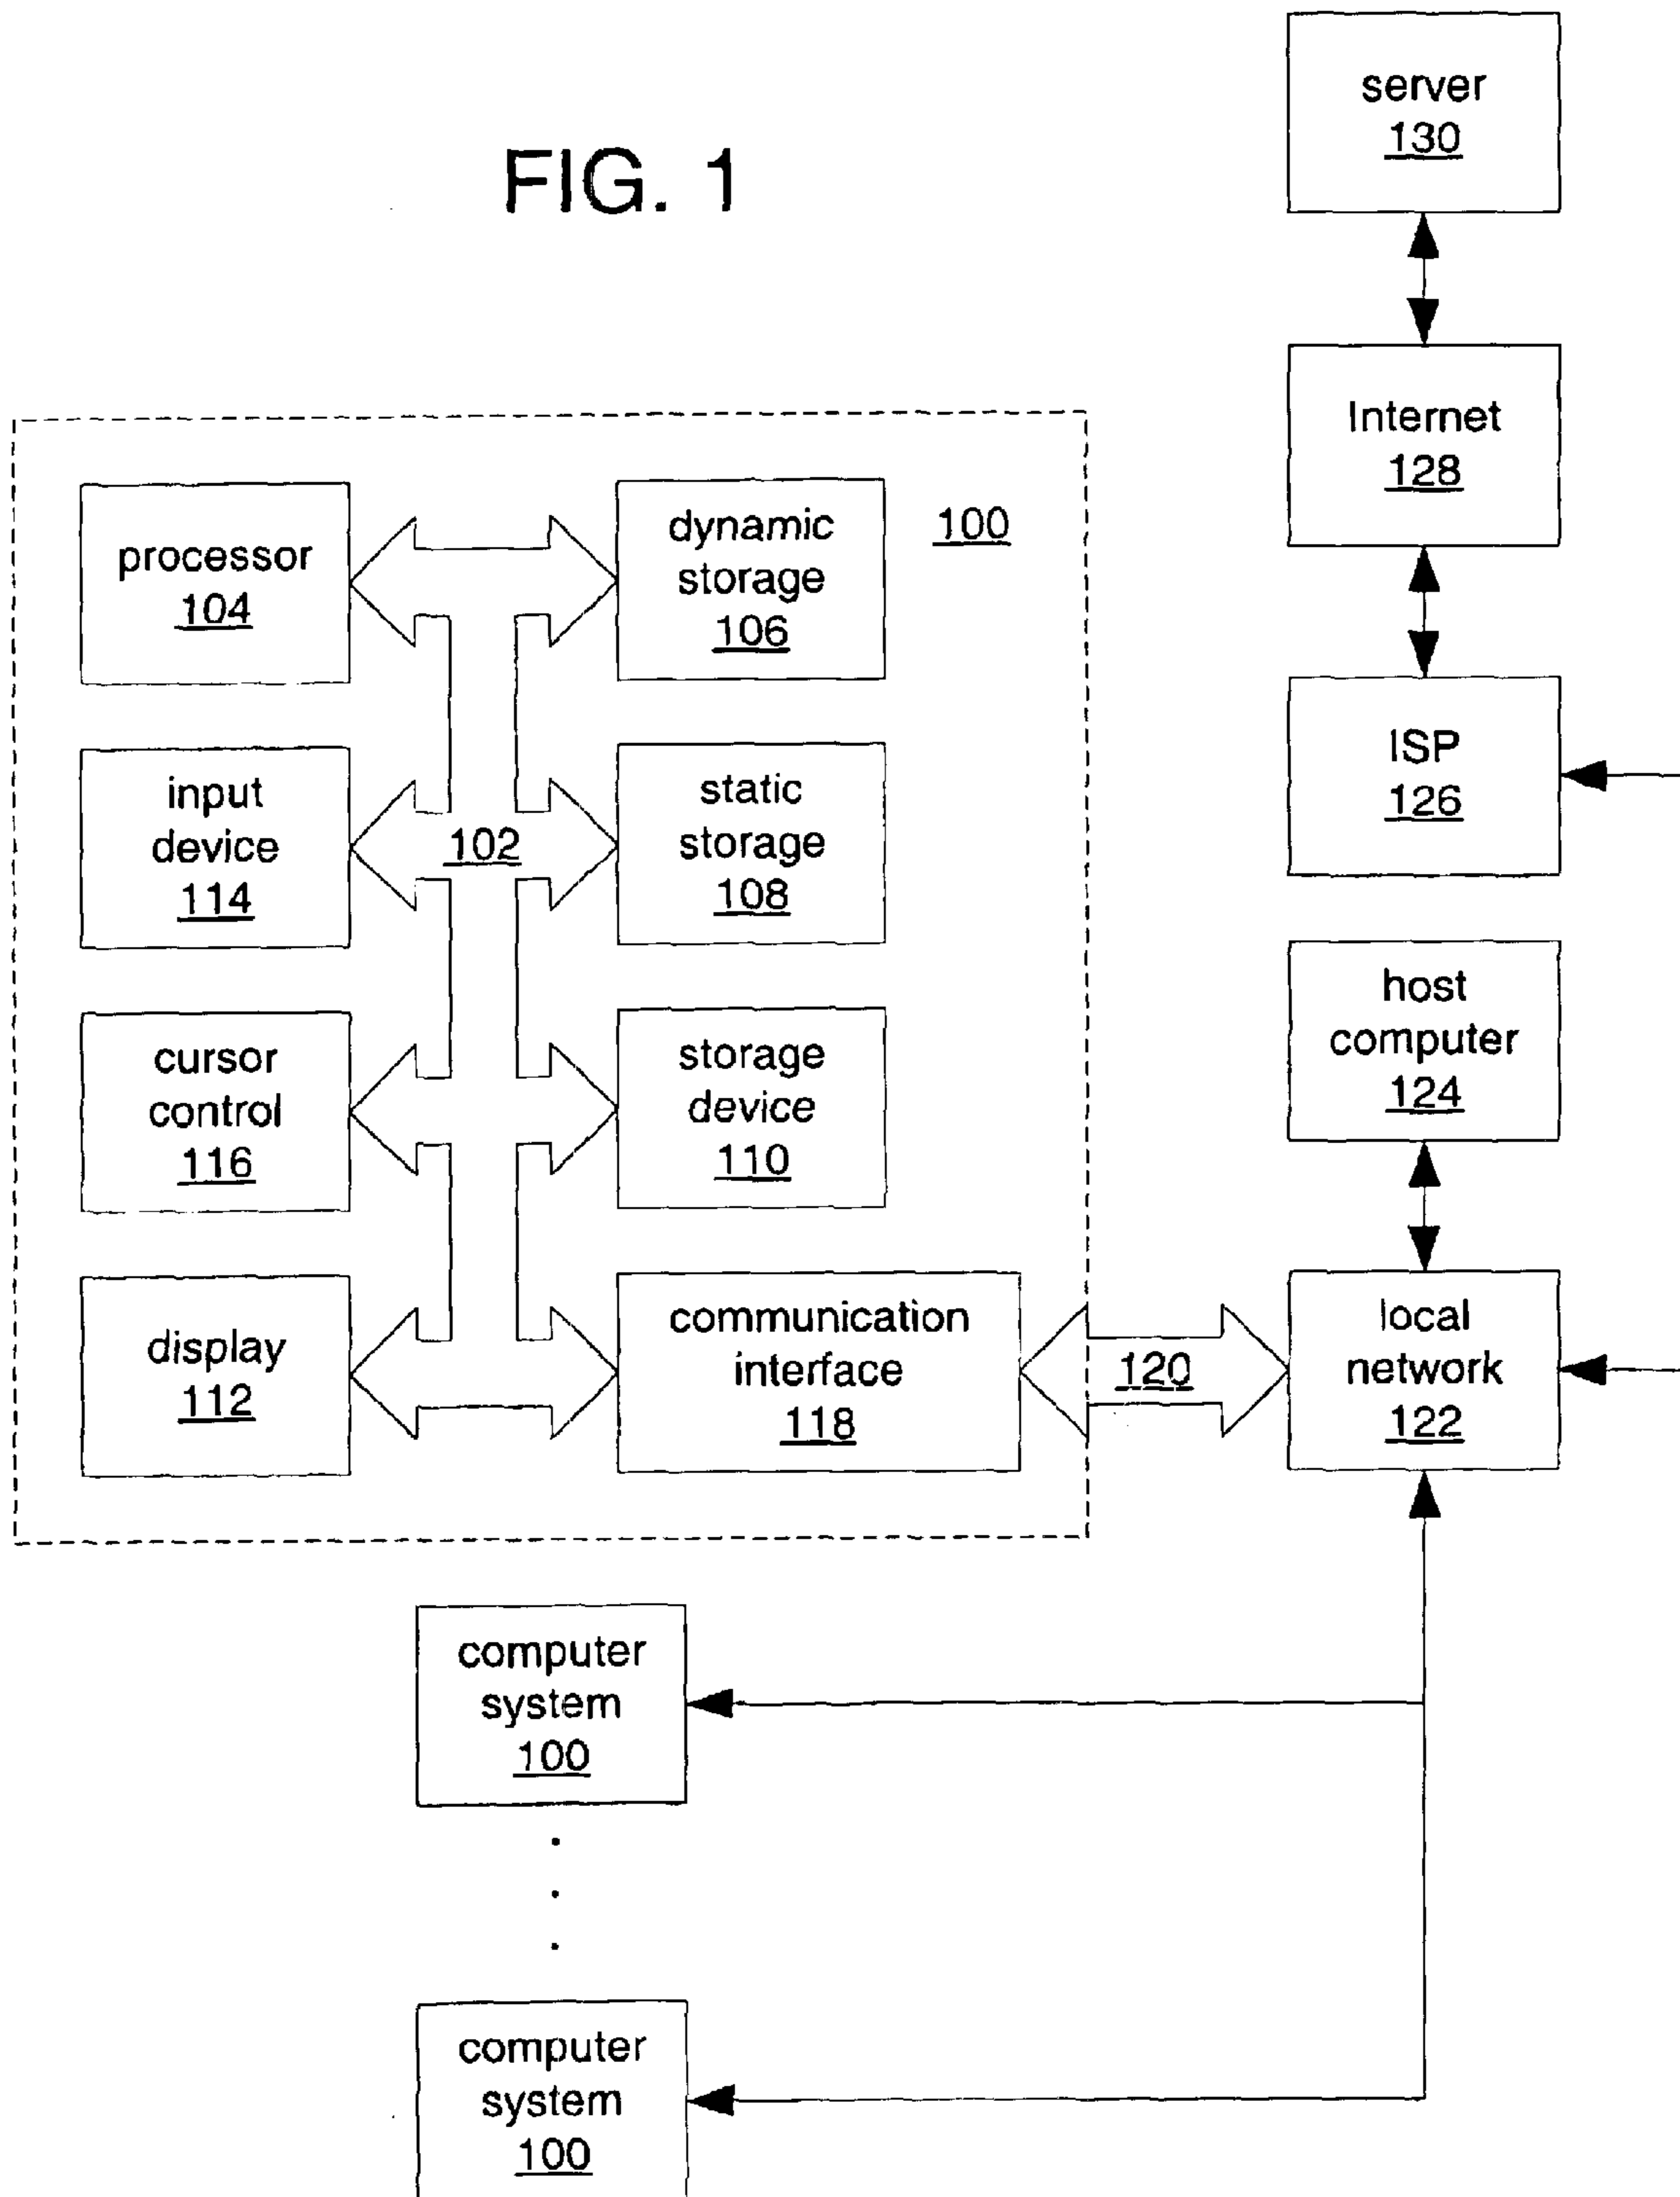 FIG. 1
server
130
Internet
128
ISP
126
host
computer
124
local
network
122
100
processor
104
dynamic
storage
106
input
device
114
102
static
storage
108
cursor
control
116
storage
device
110
display
112
communication
interface
118
120
computer
system
100
computer
system
100